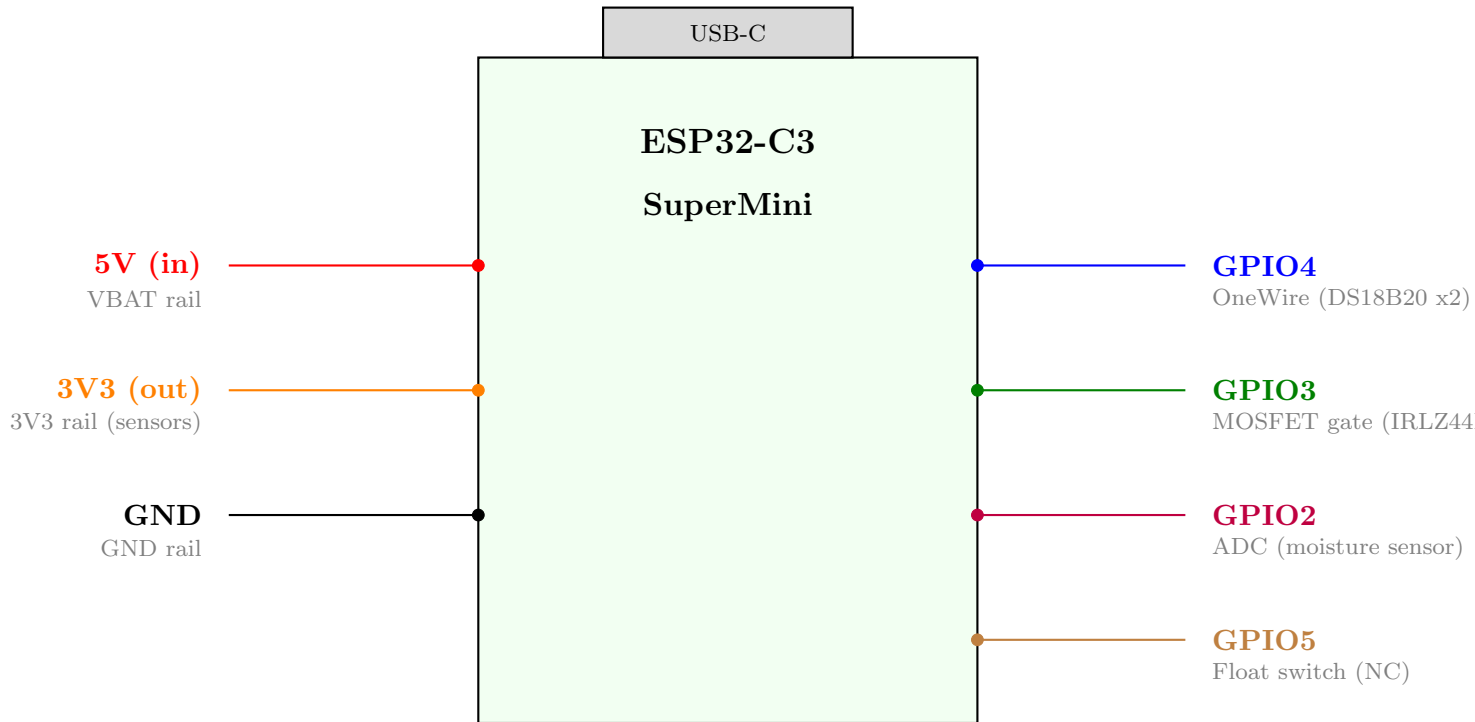 USB-C
ESP32-C3
SuperMini
5V (in)
VBAT rail
3V3 (out)
3V3 rail (sensors)
GND
GND rail
GPIO4
OneWire (DS18B20 x2)
GPIO3
MOSFET gate (IRLZ44
GPIO2
ADC (moisture sensor)
GPIO5
Float switch (NC)